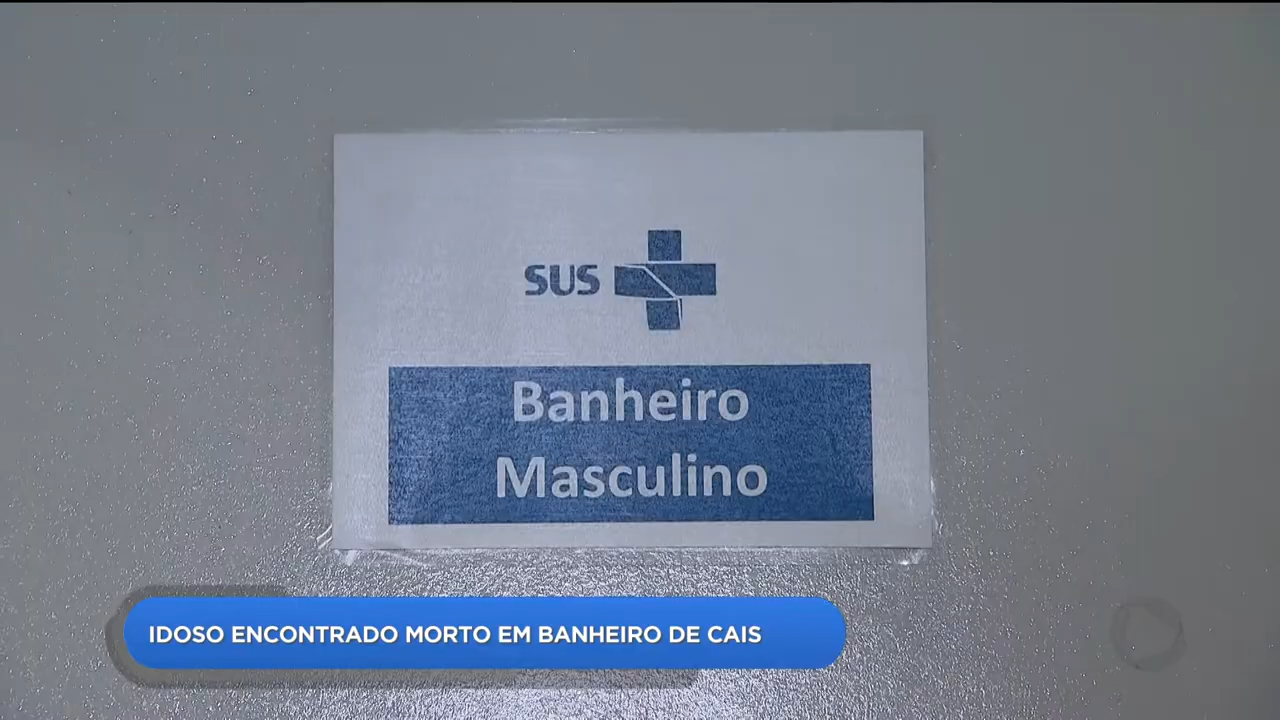 SUS
Banheiro
Masculino
IDOSO ENCONTRADO MORTO EM BANHEIRO DE CAIS